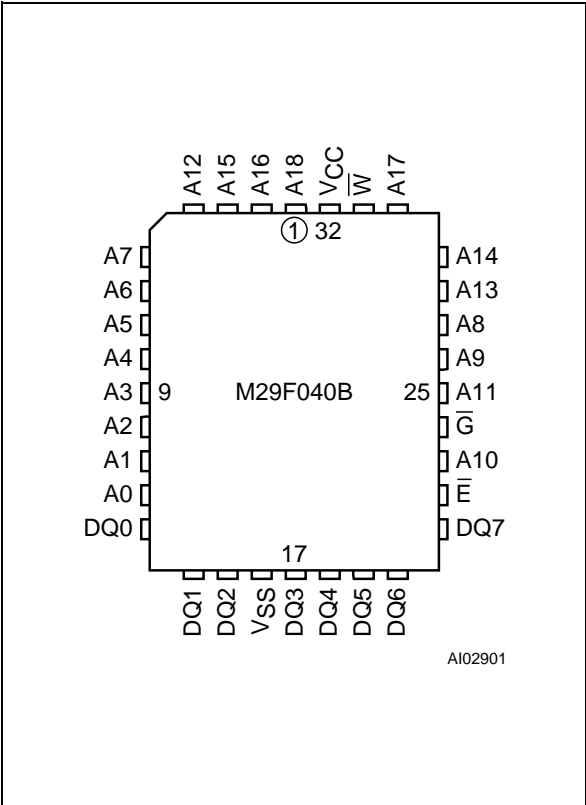 A12 A15 A16 A18 VCC W̅ A17
1 32
A7 A14
A6 A13
A5 A8
A4 A9
A3 9 M29F040B 25 A11
A2 G̅
A1 A10
A0 E̅
DQ0 DQ7
17
DQ1 DQ2 VSS DQ3 DQ4 DQ5 DQ6
AI02901